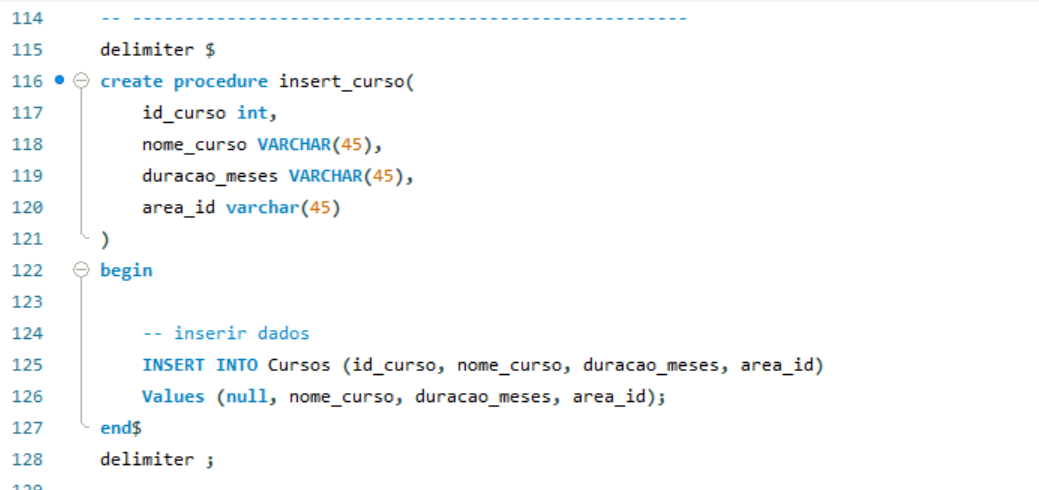 114 -- -----------------------------------------------------
115 delimiter $
116 create procedure insert_curso(
117 id_curso int,
118 nome_curso VARCHAR(45),
119 duracao_meses VARCHAR(45),
120 area_id varchar(45)
121 )
122 begin
123
124 -- inserir dados
125 INSERT INTO Cursos (id_curso, nome_curso, duracao_meses, area_id)
126 Values (null, nome_curso, duracao_meses, area_id);
127 end$
128 delimiter ;